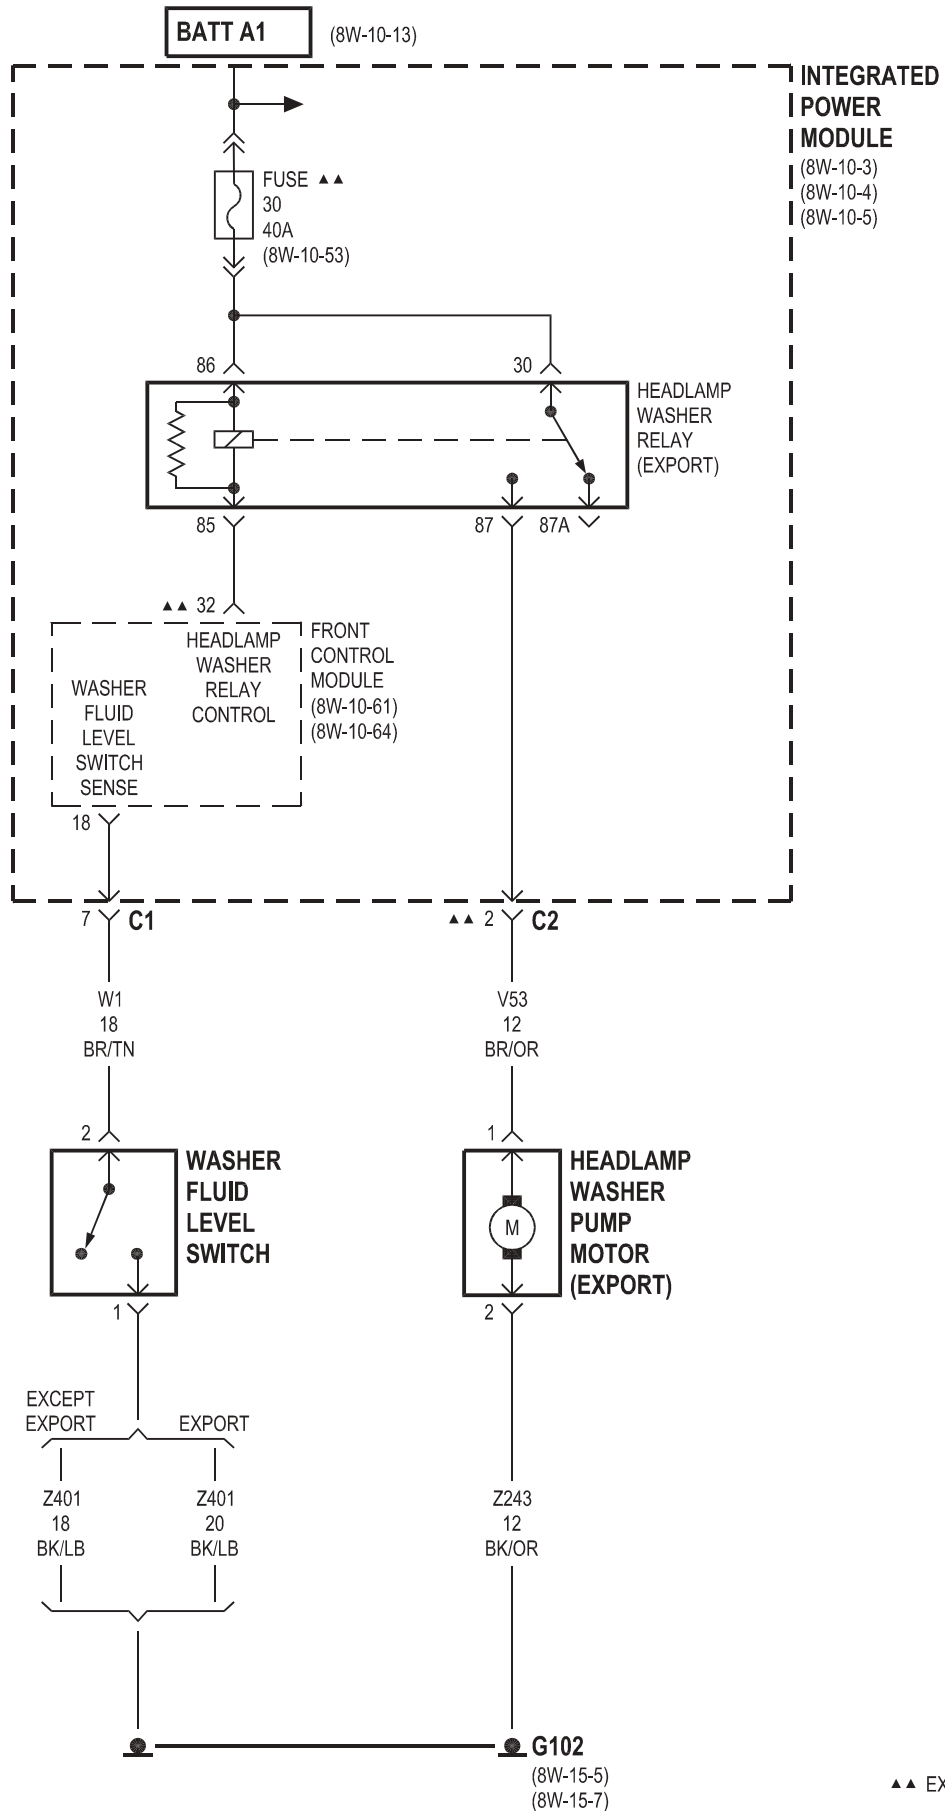 BATT A1
(8W-10-13)
INTEGRATED
POWER
MODULE
(8W-10-3)
(8W-10-4)
(8W-10-5)
FUSE ▲▲
30
40A
(8W-10-53)
86
30
HEADLAMP
WASHER
RELAY
(EXPORT)
85
87
87A
▲▲ 32
HEADLAMP
WASHER
RELAY
CONTROL
FRONT
CONTROL
MODULE
(8W-10-61)
(8W-10-64)
WASHER
FLUID
LEVEL
SWITCH
SENSE
18
7
C1
▲▲ 2
C2
W1
18
BR/TN
V53
12
BR/OR
2
1
WASHER
FLUID
LEVEL
SWITCH
M
HEADLAMP
WASHER
PUMP
MOTOR
(EXPORT)
1
2
EXCEPT
EXPORT
EXPORT
Z401
18
BK/LB
Z401
20
BK/LB
Z243
12
BK/OR
G102
(8W-15-5)
(8W-15-7)
▲▲ EX